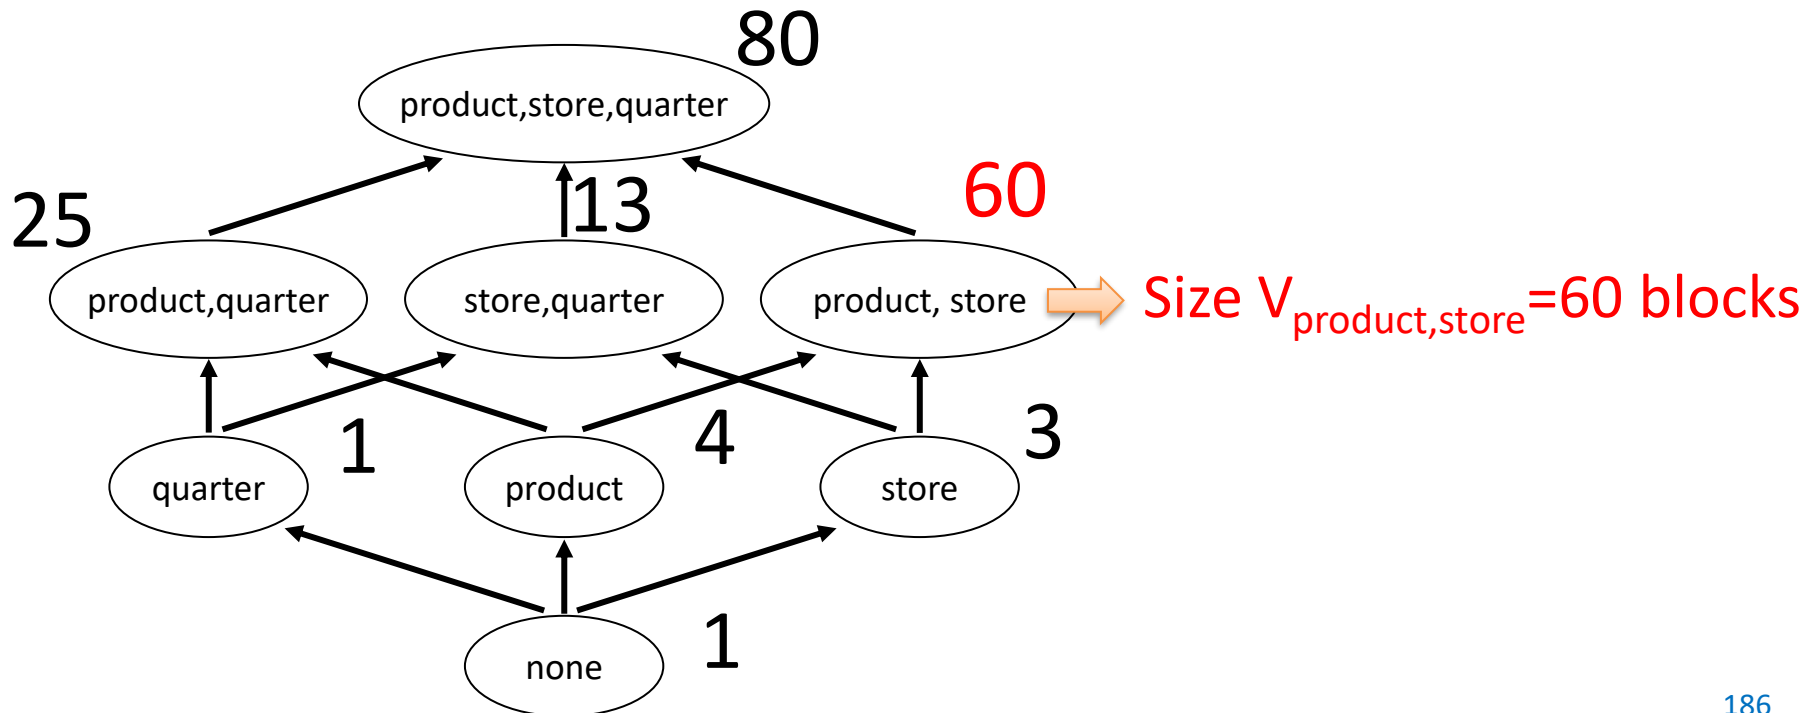 80
product,store,quarter
25
13
60
product,quarter
store,quarter
product, store
Size Vproduct,store=60 blocks
1
4
3
quarter
product
store
1
none
186